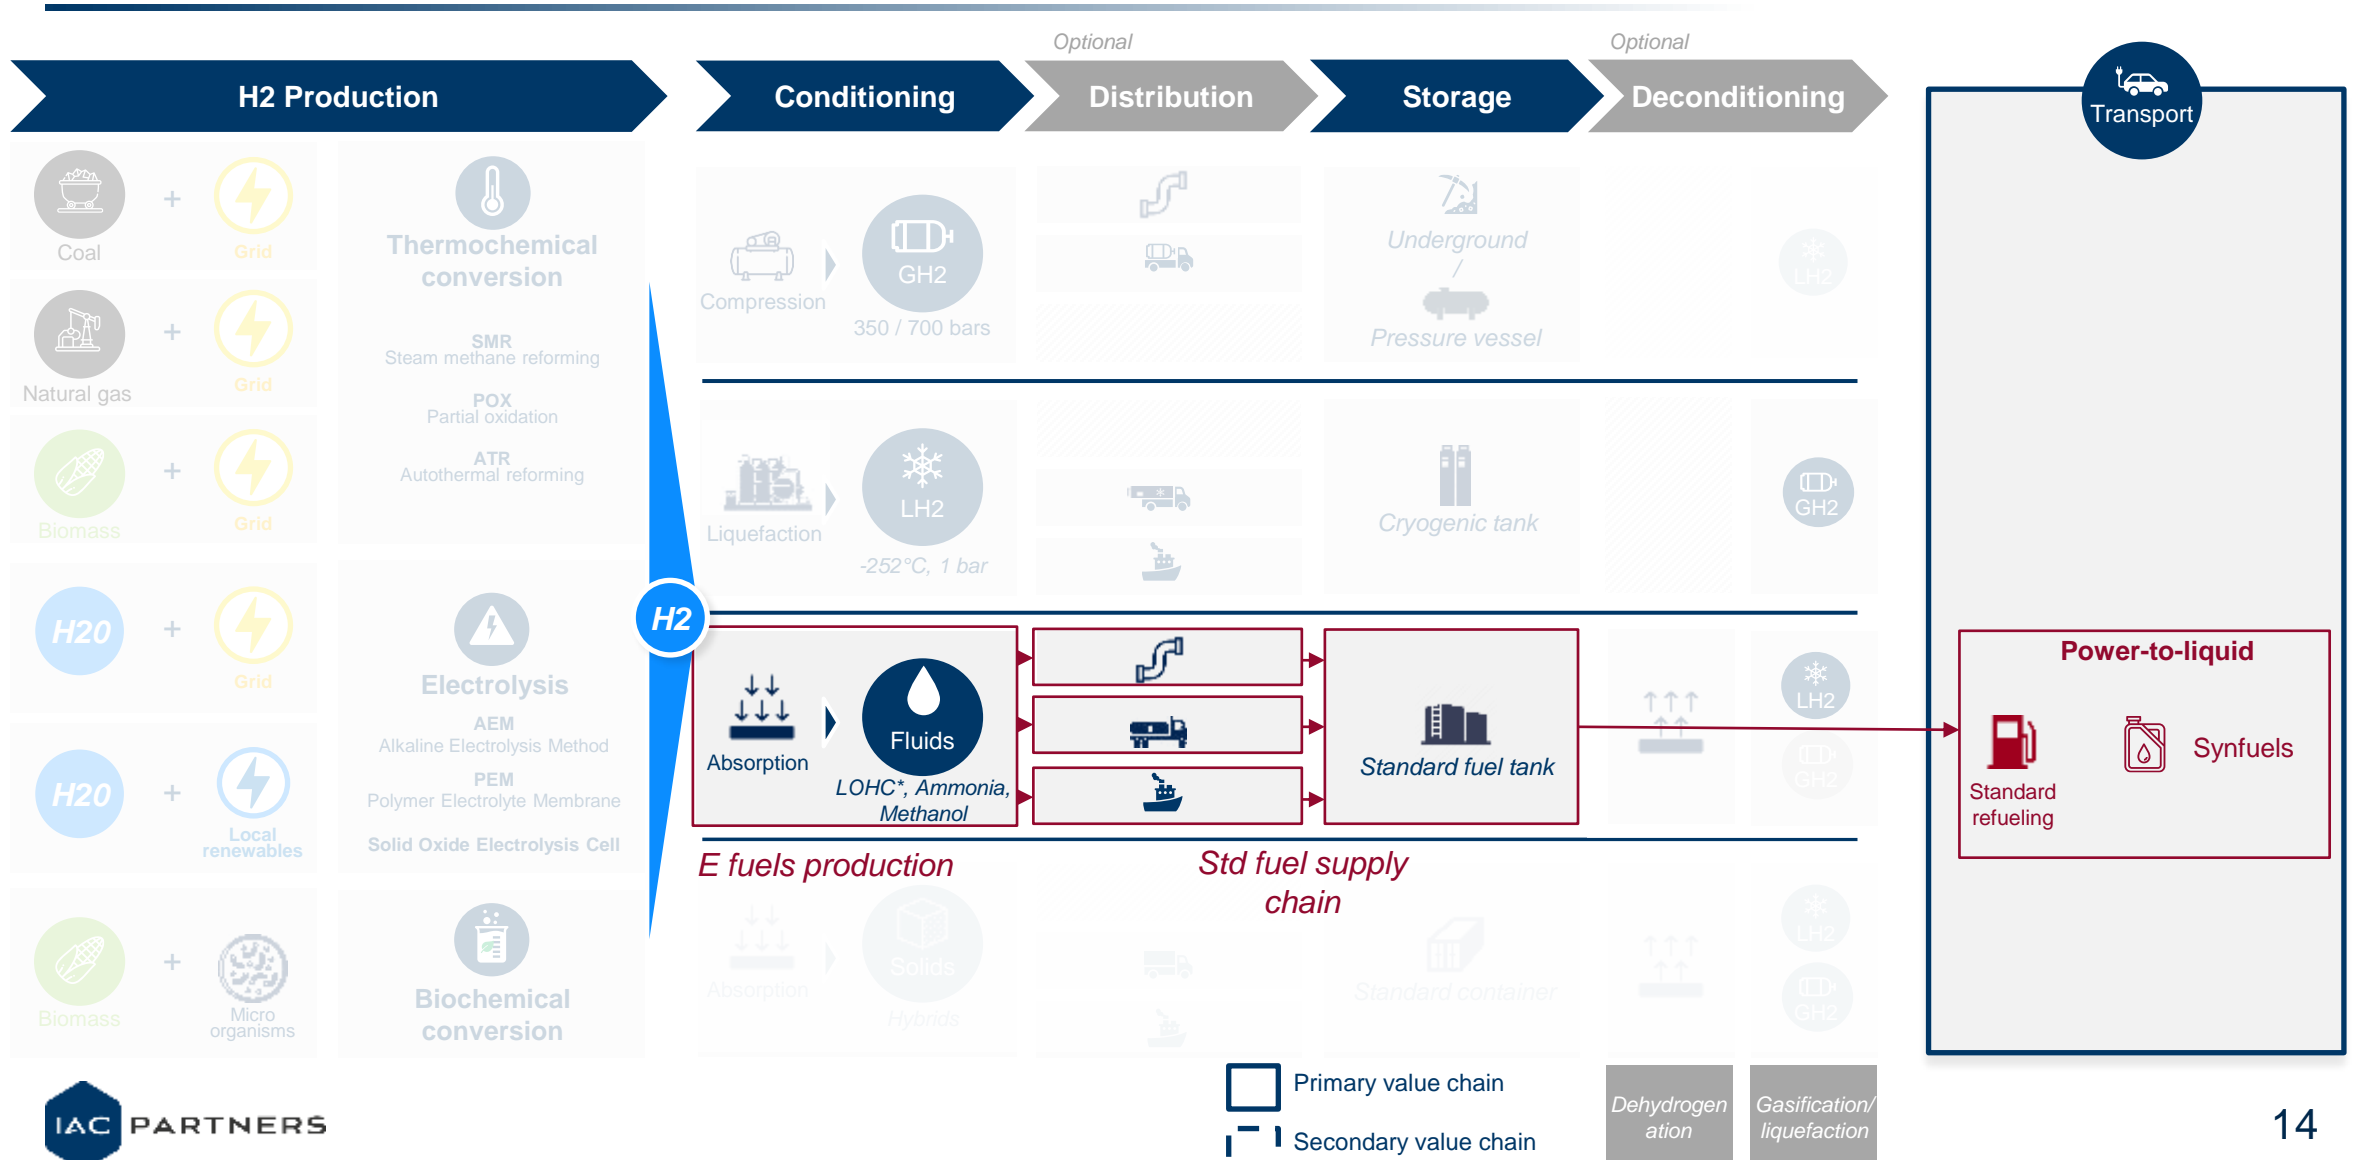 Optional
Optional
H2 Production
Conditioning
Distribution
Storage
Deconditioning
Transport
Coal
+
Grid
Natural gas
+
Grid
Biomass
+
Grid
Thermochemical
conversion
SMR
Steam methane reforming
POX
Partial oxidation
ATR
Autothermal reforming
H20
+
Grid
H20
+
Local
renewables
Electrolysis
AEM
Alkaline Electrolysis Method
PEM
Polymer Electrolyte Membrane
Solid Oxide Electrolysis Cell
Biomass
+
Micro
organisms
Biochemical
conversion
H2
Compression
GH2
350 / 700 bars
Underground
/
Pressure vessel
LH2
Liquefaction
LH2
-252°C, 1 bar
Cryogenic tank
GH2
Absorption
Fluids
LOHC*, Ammonia,
Methanol
Standard fuel tank
LH2
GH2
E fuels production
Std fuel supply
chain
Absorption
Solids
Hybrids
Standard container
LH2
GH2
Power-to-liquid
Standard
refueling
Synfuels
Primary value chain
Secondary value chain
Dehydrogen
ation
Gasification/
liquefaction
IAC PARTNERS
14